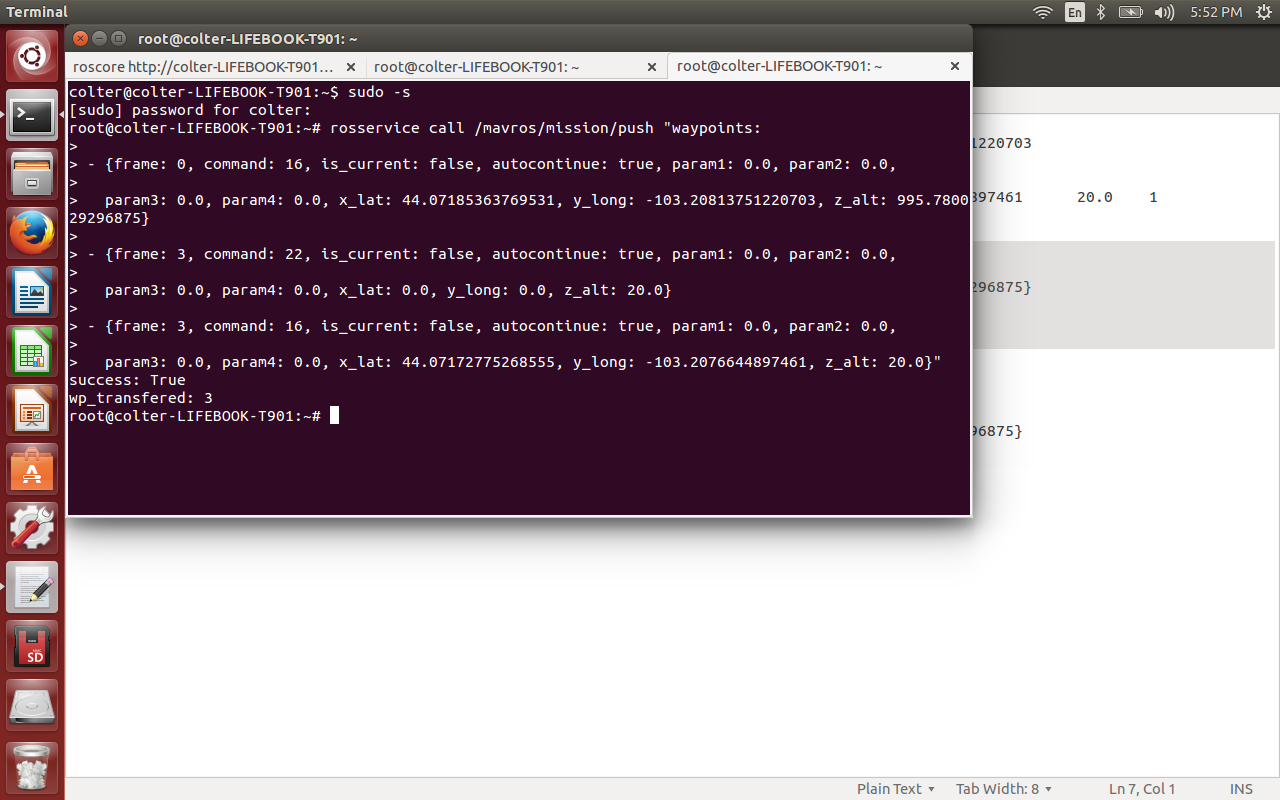 Terminal
En
5:52 PM
root@colter-LIFEBOOK-T901: ~
roscore http://colter-LIFEBOOK-T901... root@colter-LIFEBOOK-T901: ~ root@colter-LIFEBOOK-T901: ~
colter@colter-LIFEBOOK-T901:~$ sudo -s
[sudo] password for colter:
root@colter-LIFEBOOK-T901:~# rosservice call /mavros/mission/push "waypoints:
>
> - {frame: 0, command: 16, is_current: false, autocontinue: true, param1: 0.0, param2: 0.0,
>
>   param3: 0.0, param4: 0.0, x_lat: 44.07185363769531, y_long: -103.20813751220703, z_alt: 995.7800
29296875}
>
> - {frame: 3, command: 22, is_current: false, autocontinue: true, param1: 0.0, param2: 0.0,
>
>   param3: 0.0, param4: 0.0, x_lat: 0.0, y_long: 0.0, z_alt: 20.0}
>
> - {frame: 3, command: 16, is_current: false, autocontinue: true, param1: 0.0, param2: 0.0,
>
>   param3: 0.0, param4: 0.0, x_lat: 44.07172775268555, y_long: -103.2076644897461, z_alt: 20.0}"
success: True
wp_transfered: 3
root@colter-LIFEBOOK-T901:~#
1220703
397461 20.0 1
296875}
96875}
SD
Plain Text Tab Width: 8 Ln 7, Col 1 INS